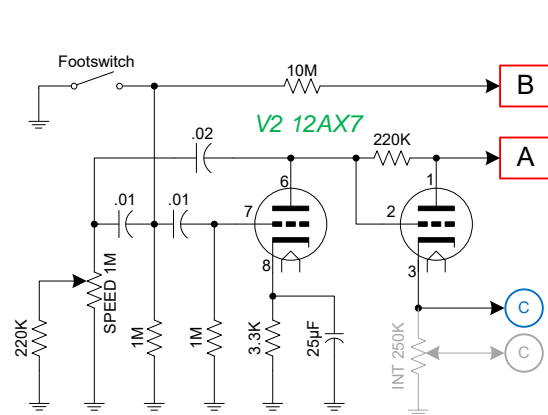 Footswitch
10M
B
V2 12AX7
.02
220K
A
6
1
.01
.01
7
2
8
3
SPEED 1M
C
220K
1M
1M
3.3K
25µF
INT 250K
C